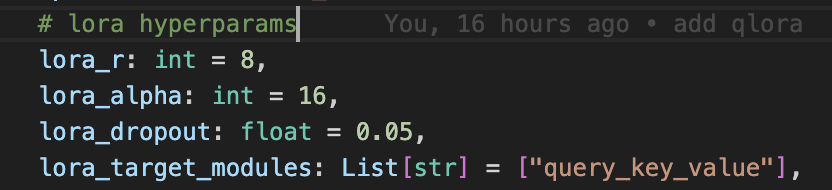 # lora hyperparams You, 16 hours ago • add qlora
lora_r: int = 8,
lora_alpha: int = 16,
lora_dropout: float = 0.05,
lora_target_modules: List[str] = ["query_key_value"],